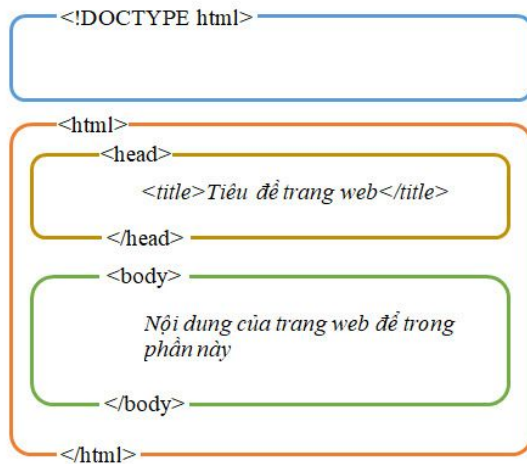 <!DOCTYPE html>
<html>
<head>
<title>Tiêu đề trang web</title>
</head>
<body>
Nội dung của trang web để trong
phần này
</body>
</html>